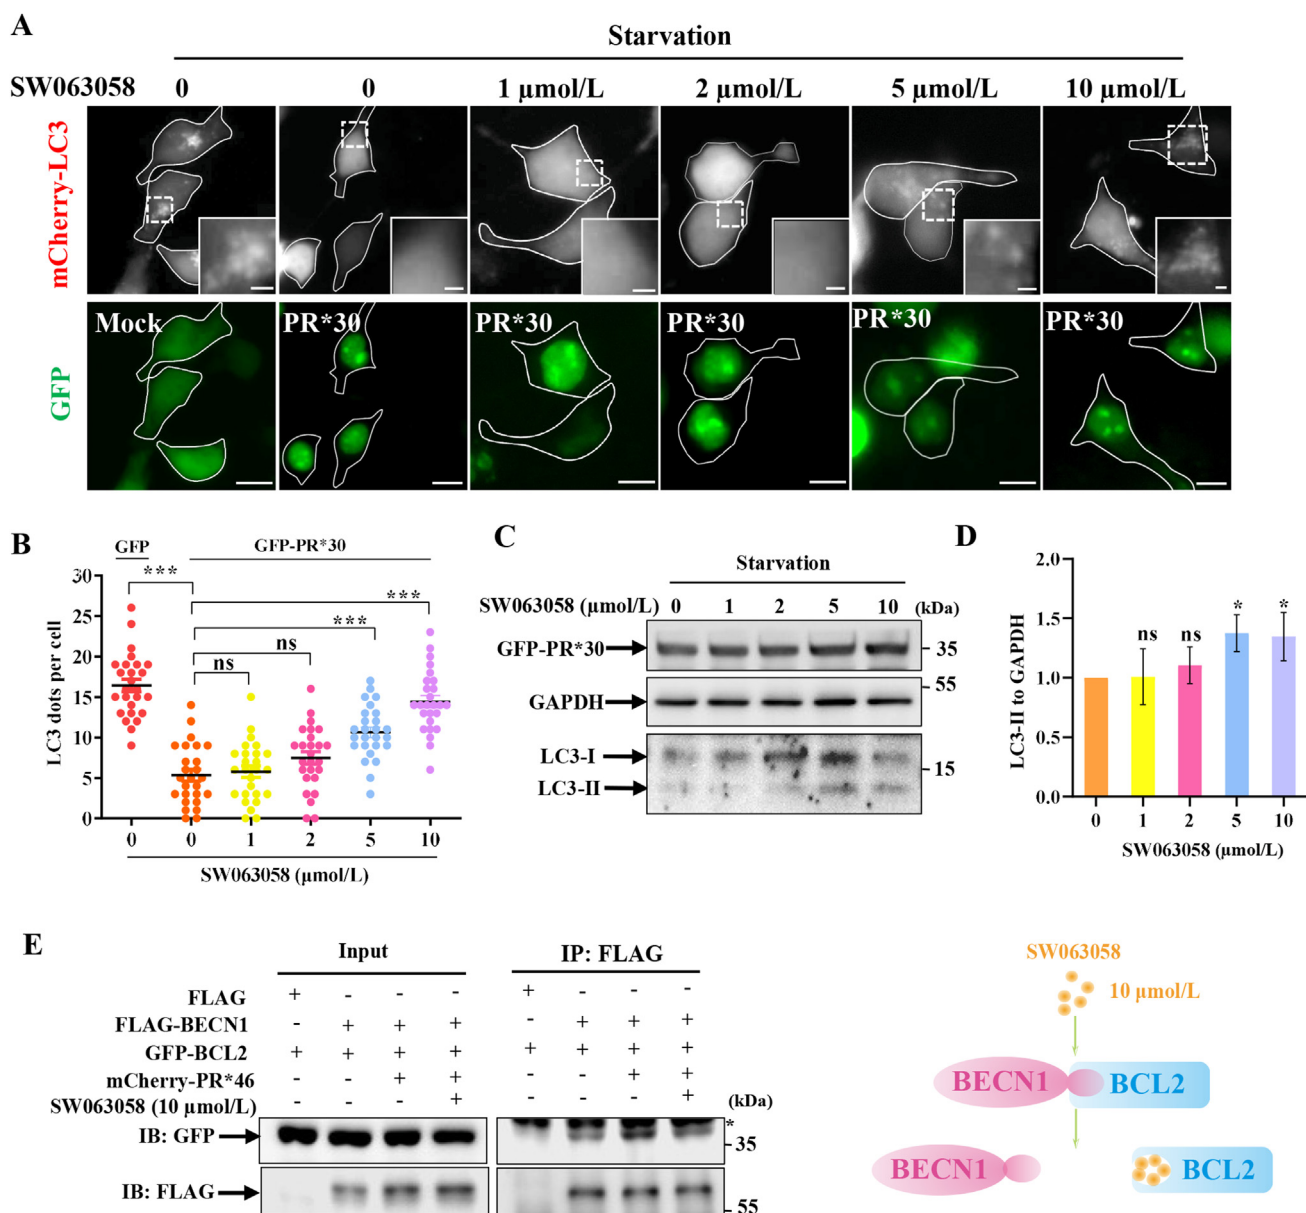 A
Starvation
SW063058 0 0 1 µmol/L 2 µmol/L 5 µmol/L 10 µmol/L
mCherry-LC3
GFP
Mock PR*30 PR*30 PR*30 PR*30 PR*30
B
GFP GFP-PR*30
LC3 dots per cell
30
25
20
15
10
5
0
*** *** *** ns ns
0 0 1 2 5 10
SW063058 (µmol/L)
C
Starvation
SW063058 (µmol/L) 0 1 2 5 10 (kDa)
GFP-PR*30 35
55
GAPDH
LC3-I 15
LC3-II
D
LC3-II to GAPDH
2.0
1.5
1.0
0.5
0.0
ns ns * *
0 1 2 5 10
SW063058 (µmol/L)
E
Input IP: FLAG
FLAG + - - - + - - -
FLAG-BECN1 - + + + - + + +
GFP-BCL2 + + + + + + + +
mCherry-PR*46 - - + + - - + +
SW063058 (10 µmol/L) - - - + - - - + (kDa)
*
IB: GFP 35
IB: FLAG 55
SW063058
10 µmol/L
BECN1 BCL2
BECN1 BCL2